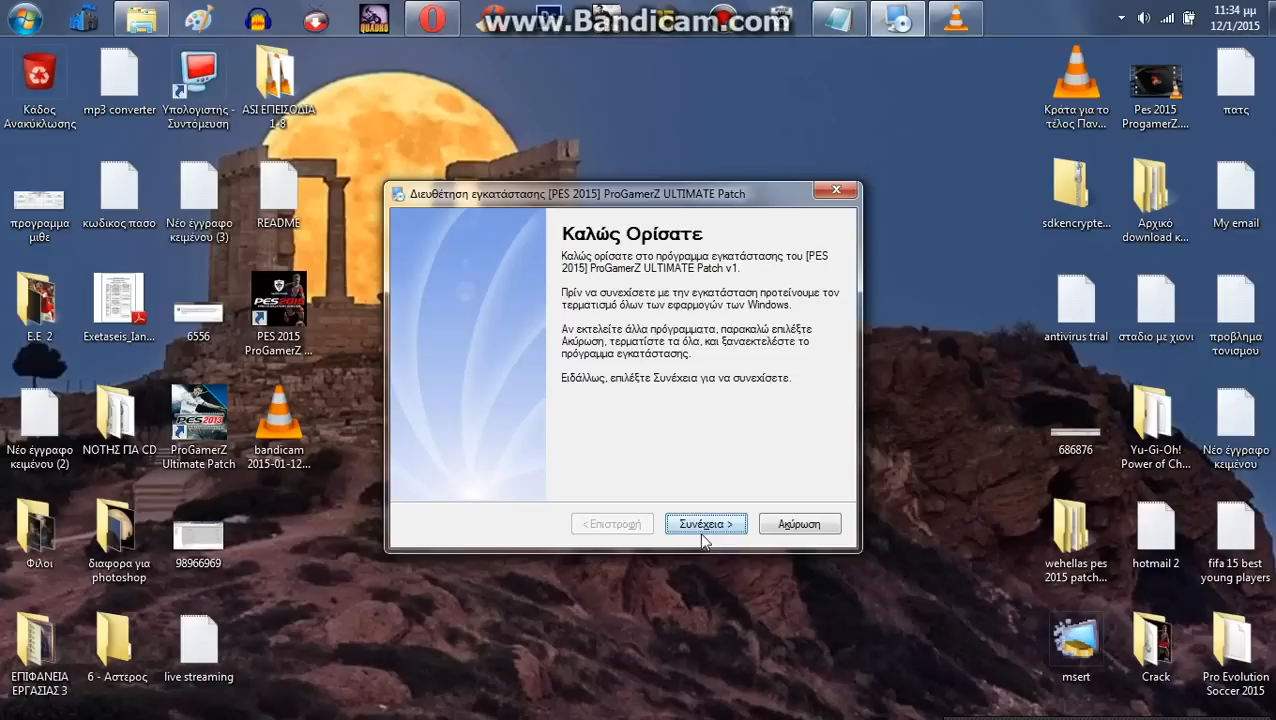 www.Bandicam.com
11:34 μμ
12/1/2015
Κάδος
Ανακύκλωσης
mp3 converter
Υπολογιστής -
Συντόμευση
ASI ΕΠΕΙΣΟΔΙΑ
1-8
Κράτα για το
τέλος Παν...
Pes 2015
ProgamerZ....
πατς
προγραμμα
μιθε
κωδικος πασο
Νέο έγγραφο
κειμένου (3)
README
sdkencrypte...
Αρχικό
download κ...
My email
Ε.Ε 2
Exetaseis_Ian...
6556
PES 2015
ProGamerZ ...
antivirus trial
σταδιο με χιονι
προβλημα
τονισμου
Νέο έγγραφο
κειμένου (2)
ΝΟΤΗΣ ΓΙΑ CD
PES2013
ProGamerZ
Ultimate Patch
bandicam
2015-01-12...
686876
Yu-Gi-Oh!
Power of Ch...
Νέο έγγραφο
κειμένου
Φιλοι
διαφορα για
photoshop
98966969
wehellas pes
2015 patch...
hotmail 2
fifa 15 best
young players
ΕΠΙΦΑΝΕΙΑ
ΕΡΓΑΣΙΑΣ 3
6 - Αστερος
live streaming
msert
Crack
Pro Evolution
Soccer 2015
Διευθέτηση εγκατάστασης [PES 2015] ProGamerZ ULTIMATE Patch
Καλώς Ορίσατε
Καλώς ορίσατε στο πρόγραμμα εγκατάστασης του [PES
2015] ProGamerZ ULTIMATE Patch v1.
Πρίν να συνεχίσετε με την εγκατάσταση προτείνουμε τον
τερματισμό όλων των εφαρμογών των Windows.
Αν εκτελείτε άλλα πρόγραμματα, παρακαλώ επιλέξτε
Ακύρωση, τερματίστε τα όλα, και ξαναεκτελέστε το
πρόγραμμα εγκατάστασης.
Ειδάλλως, επιλέξτε Συνέχεια για να συνεχίσετε.
< Επιστροφή
Συνέχεια >
Ακύρωση